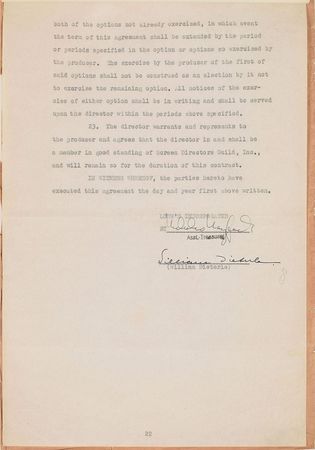 both of the options not already exercised, in which event
the term of this agreement shall be extended by the period
or periods specified in the option or options so exercised by
the producer. The exercise by the producer of the first of
said options shall not be construed as an election by it not
to exercise the remaining option. All notices of the exer-
cise of either option shall be in writing and shall be served
upon the director within the periods above specified.
23. The director warrants and represents to
the producer and agrees that the director is and shall be
a member in good standing of Screen Directors Guild, Inc.,
and will remain so for the duration of this contract.
IN WITNESS WHEREOF, the parties hereto have
executed this agreement the day and year first above written.
LOEW'S INCORPORATED
BY
Asst. Treasurer
William Dieterle
(William Dieterle)
22